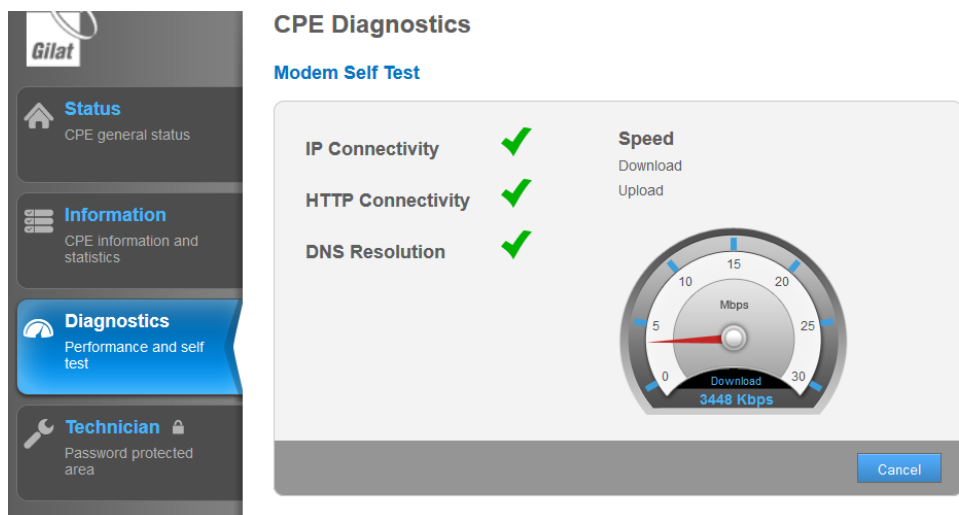 Gilat
Status
CPE general status
Information
CPE information and
statistics
Diagnostics
Performance and self
test
Technician
Password protected
area
CPE Diagnostics
Modem Self Test
IP Connectivity
HTTP Connectivity
DNS Resolution
Speed
Download
Upload
0
5
10
15
20
25
30
Mbps
Download
3448 Kbps
Cancel